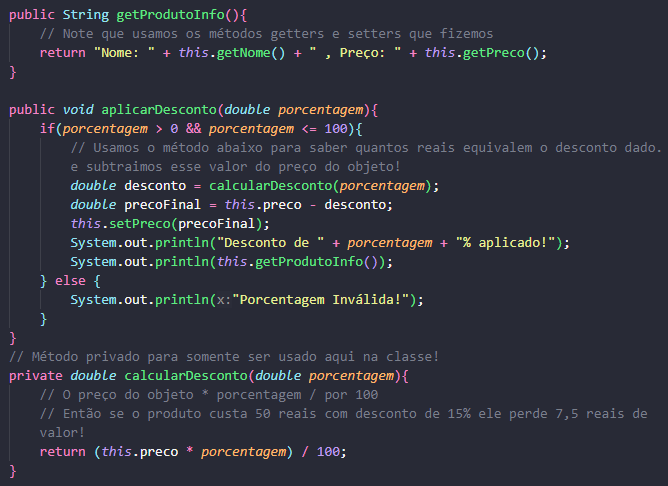 public String getProdutoInfo(){
    // Note que usamos os métodos getters e setters que fizemos
    return "Nome: " + this.getNome() + " , Preço: " + this.getPreco();
}

public void aplicarDesconto(double porcentagem){
    if(porcentagem > 0 && porcentagem <= 100){
        // Usamos o método abaixo para saber quantos reais equivalem o desconto dado.
        e subtraimos esse valor do preço do objeto!
        double desconto = calcularDesconto(porcentagem);
        double precoFinal = this.preco - desconto;
        this.setPreco(precoFinal);
        System.out.println("Desconto de " + porcentagem + "% aplicado!");
        System.out.println(this.getProdutoInfo());
    } else {
        System.out.println(x:"Porcentagem Inválida!");
    }
}
// Método privado para somente ser usado aqui na classe!
private double calcularDesconto(double porcentagem){
    // O preço do objeto * porcentagem / por 100
    // Então se o produto custa 50 reais com desconto de 15% ele perde 7,5 reais de
    valor!
    return (this.preco * porcentagem) / 100;
}